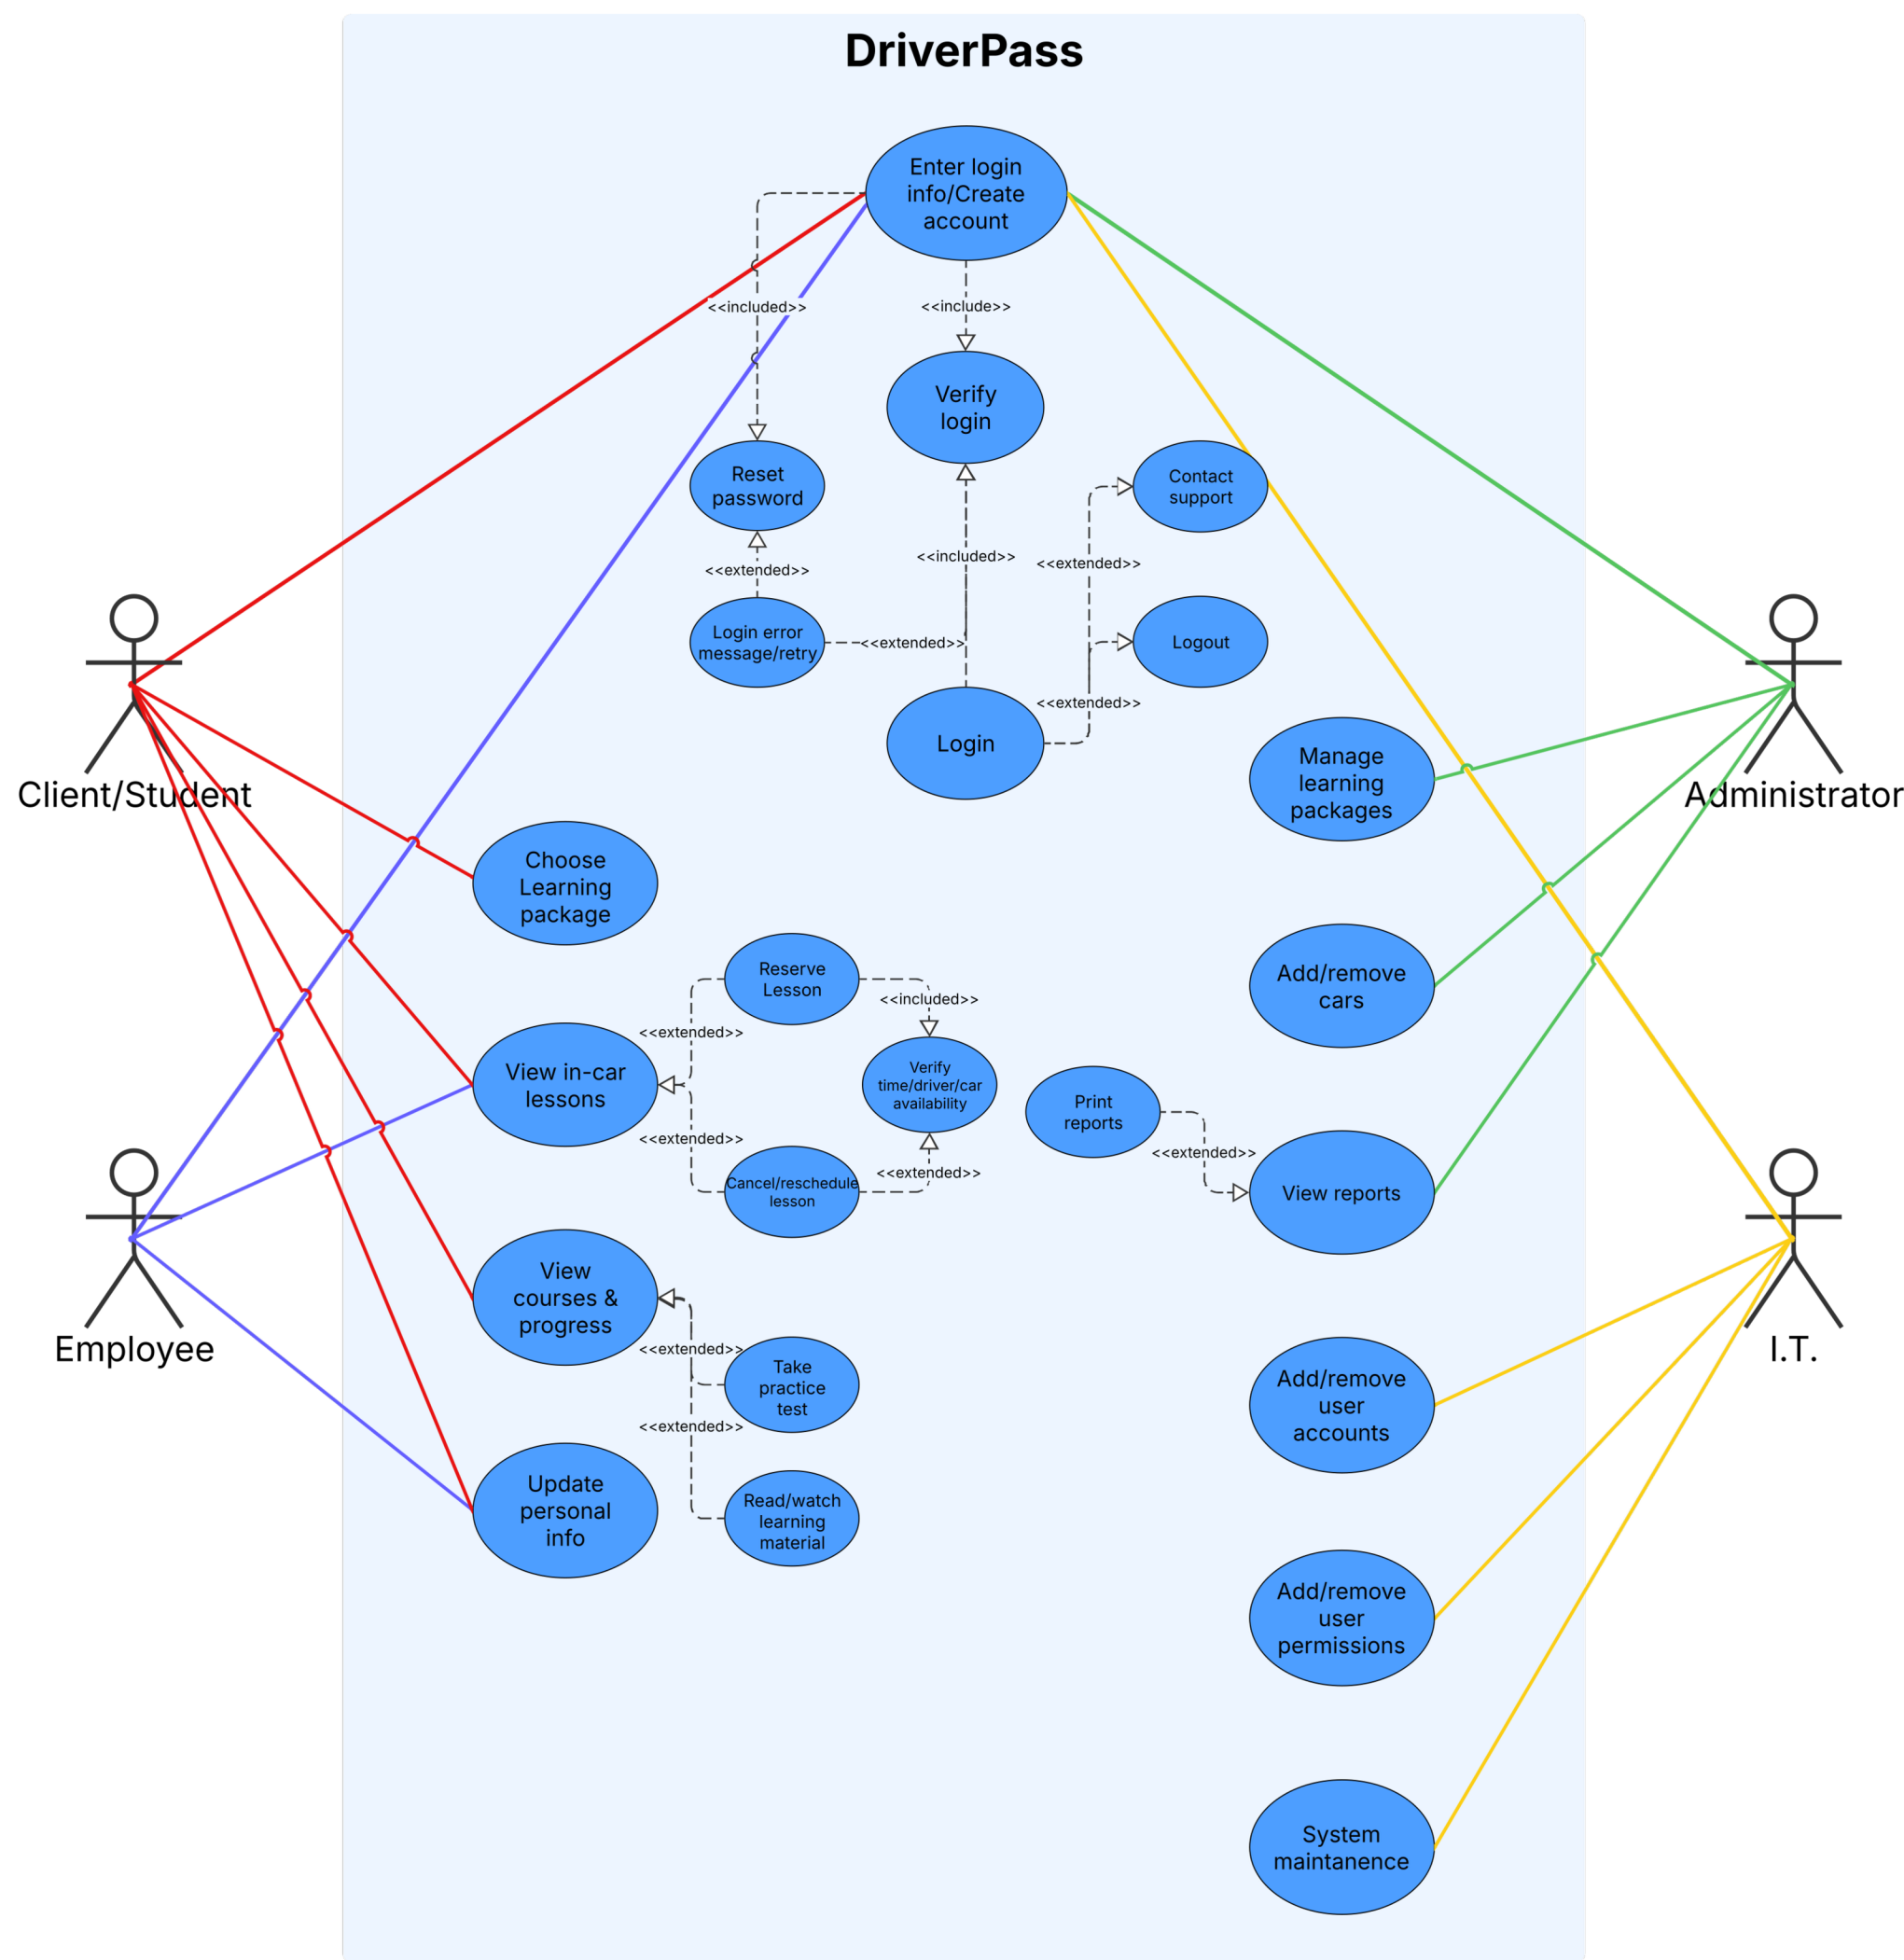 DriverPass
Enter login
info/Create
account
<<included>>
<<include>>
Verify
login
Reset
password
Contact
support
<<included>>
<<extended>>
<<extended>>
Login error
message/retry
<<extended>>
Logout
<<extended>>
Login
Client/Student
Administrator
Manage
learning
packages
Choose
Learning
package
Reserve
Lesson
<<included>>
Add/remove
cars
<<extended>>
View in-car
lessons
Verify
time/driver/car
availability
Print
reports
<<extended>>
<<extended>>
<<extended>>
Cancel/reschedule
lesson
View reports
View
courses &
progress
Employee
I.T.
<<extended>>
Take
practice
test
Add/remove
user
accounts
<<extended>>
Update
personal
info
Read/watch
learning
material
Add/remove
user
permissions
System
maintanence